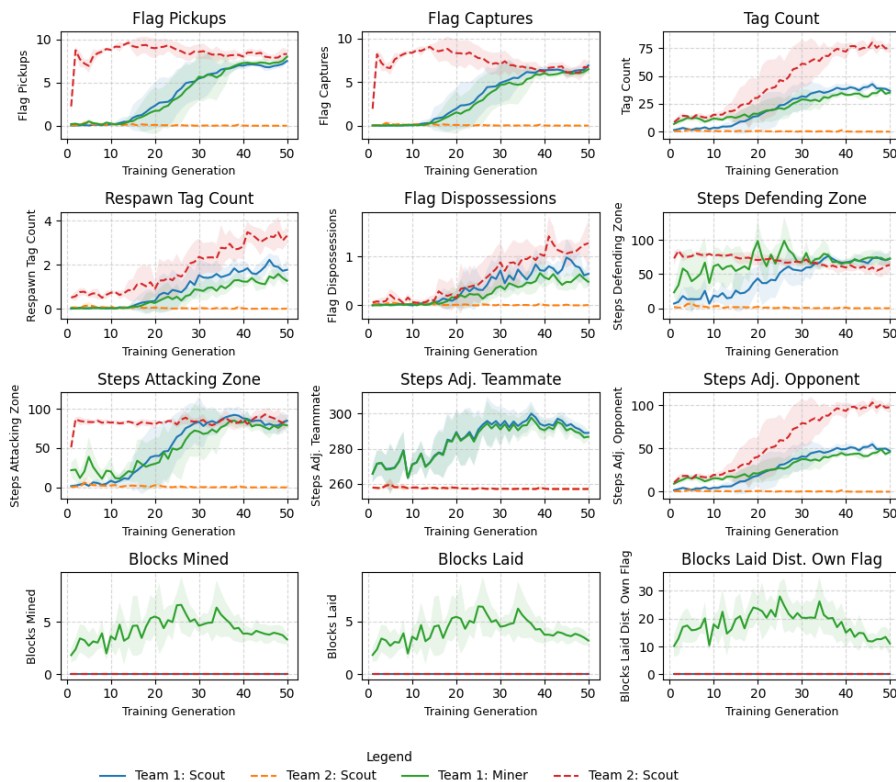 Flag Pickups
Flag Captures
Tag Count
Flag Pickups
10
5
0
0 10 20 30 40 50
Training Generation
Flag Captures
10
5
0
0 10 20 30 40 50
Training Generation
Tag Count
75
50
25
0
0 10 20 30 40 50
Training Generation
Respawn Tag Count
Flag Dispossessions
Steps Defending Zone
Respawn Tag Count
4
2
0
0 10 20 30 40 50
Training Generation
Flag Dispossessions
1
0
0 10 20 30 40 50
Training Generation
Steps Defending Zone
100
50
0
0 10 20 30 40 50
Training Generation
Steps Attacking Zone
Steps Adj. Teammate
Steps Adj. Opponent
Steps Attacking Zone
100
50
0
0 10 20 30 40 50
Training Generation
Steps Adj. Teammate
300
280
260
0 10 20 30 40 50
Training Generation
Steps Adj. Opponent
100
50
0
0 10 20 30 40 50
Training Generation
Blocks Mined
Blocks Laid
Blocks Laid Dist. Own Flag
Blocks Mined
5
0
0 10 20 30 40 50
Training Generation
Blocks Laid
5
0
0 10 20 30 40 50
Training Generation
Blocks Laid Dist. Own Flag
30
20
10
0
0 10 20 30 40 50
Training Generation
Legend
Team 1: Scout
Team 2: Scout
Team 1: Miner
Team 2: Scout